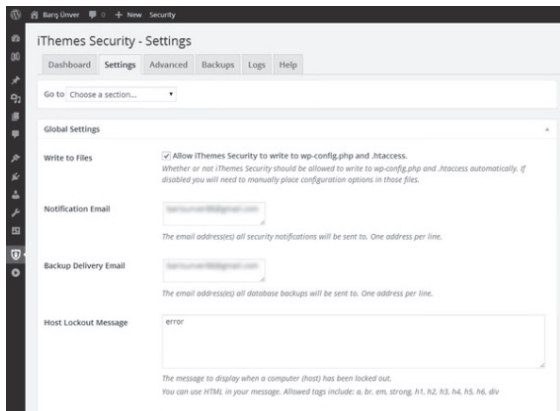 Barış Ünver 0 + New Security
iThemes Security - Settings
Dashboard Settings Advanced Backups Logs Help
Go to Choose a section...
Global Settings
Write to Files
Allow iThemes Security to write to wp-config.php and .htaccess.
Whether or not iThemes Security should be allowed to write to wp-config.php and .htaccess automatically. If
disabled you will need to manually place configuration options in those files.
Notification Email
The email address(es) all security notifications will be sent to. One address per line.
Backup Delivery Email
The email address(es) all database backups will be sent to. One address per line.
Host Lockout Message
error
The message to display when a computer (host) has been locked out.
You can use HTML in your message. Allowed tags include: a, br, em, strong, h1, h2, h3, h4, h5, h6, div